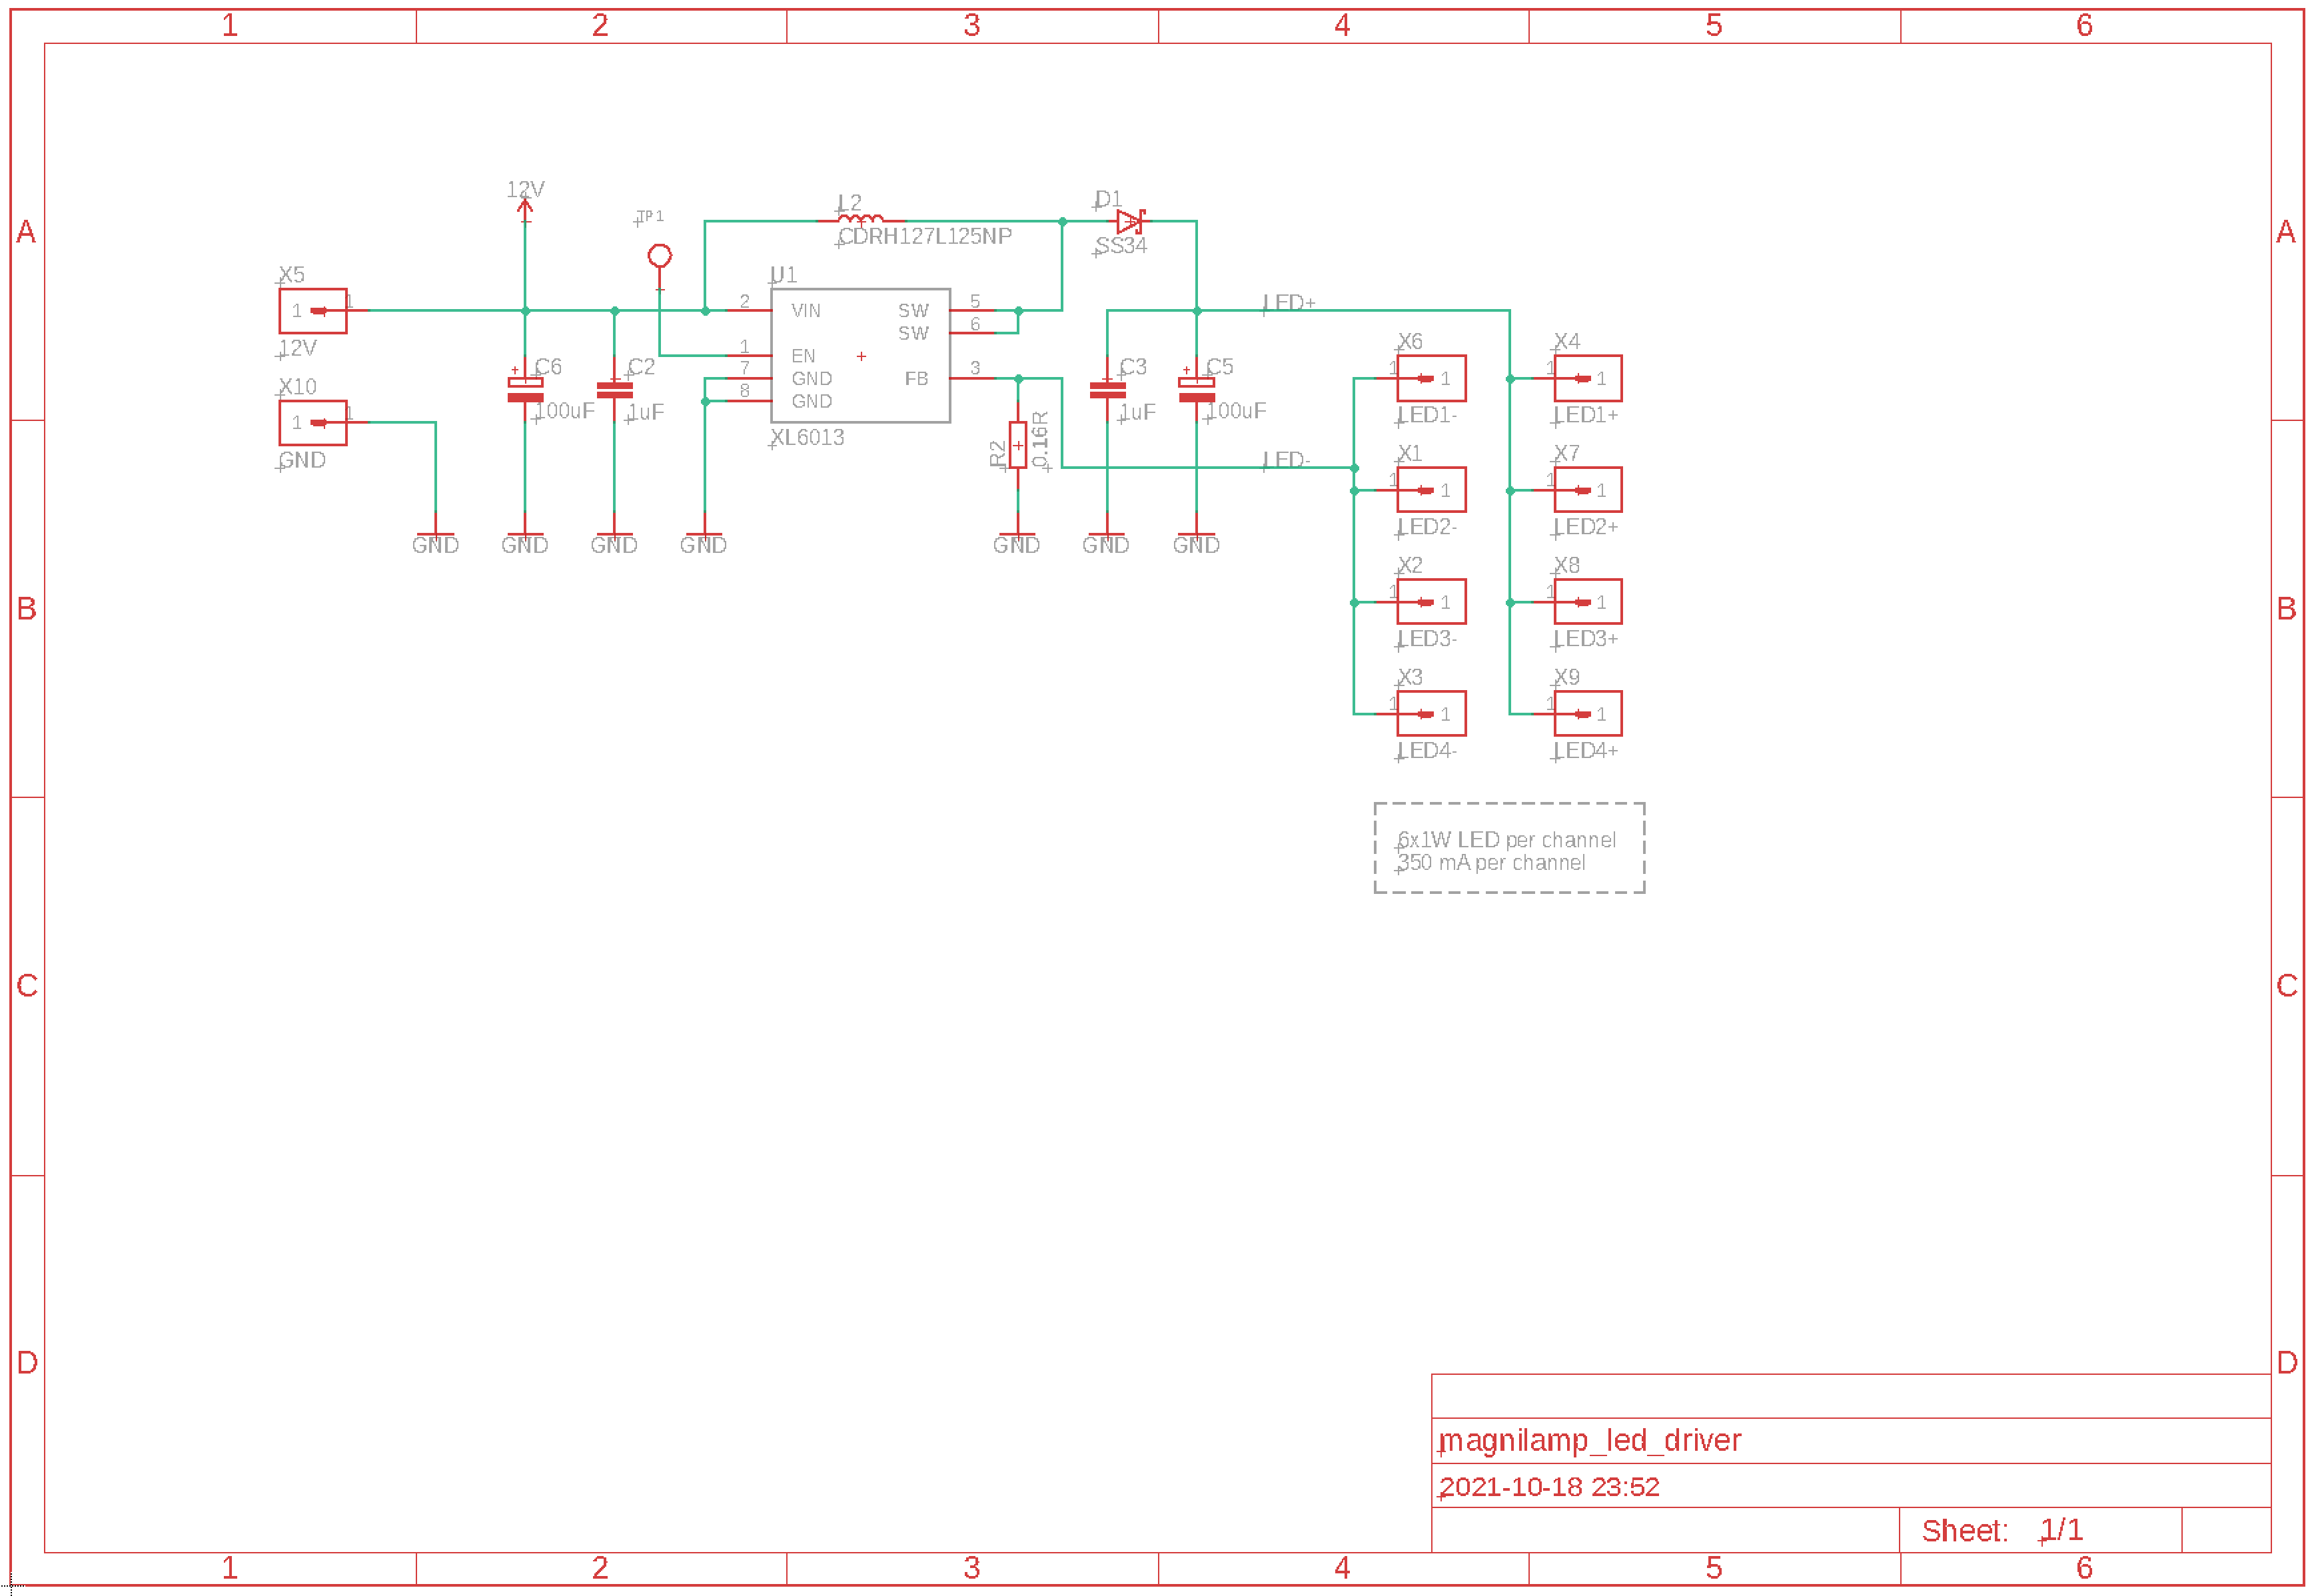 1 2 3 4 5 6
A A
B B
C C
D D
12V
TP1
L2
CDRH127L125NP
D1
SS34
X5
1 1
12V
X10
1 1
GND
C6
100uF
C2
1uF
U1
2 VIN SW 5
SW 6
1 EN
7 GND FB 3
8 GND
XL6013
R2
0.16R
C3
1uF
C5
100uF
LED+
LED-
GND GND GND GND GND GND GND
X6 X4
1 1 1 1
LED1- LED1+
X1 X7
1 1 1 1
LED2- LED2+
X2 X8
1 1 1 1
LED3- LED3+
X3 X9
1 1 1 1
LED4- LED4+
6x1W LED per channel
350 mA per channel
magnilamp_led_driver
2021-10-18 23:52
Sheet: 1/1
1 2 3 4 5 6